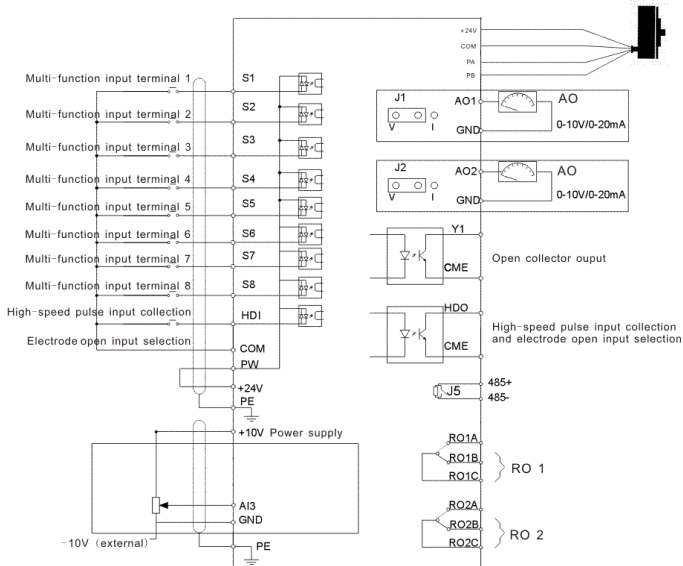 Multi-function input terminal 1
S1
Multi-function input terminal 2
S2
Multi-function input terminal 3
S3
Multi-function input terminal 4
S4
Multi-function input terminal 5
S5
Multi-function input terminal 6
S6
Multi-function input terminal 7
S7
Multi-function input terminal 8
S8
High-speed pulse input collection
HDI
Electrode open input selection
COM
PW
+24V
PE
+10V Power supply
AI3
GND
-10V (external)
PE
+24V
COM
PA
PB
J1
V
I
AO1
GND
AO
0-10V/0-20mA
J2
V
I
AO2
GND
AO
0-10V/0-20mA
Y1
CME
Open collector ouput
HDO
CME
High-speed pulse input collection
and electrode open input selection
J5
485+
485-
RO1A
RO1B
RO1C
RO 1
RO2A
RO2B
RO2C
RO 2